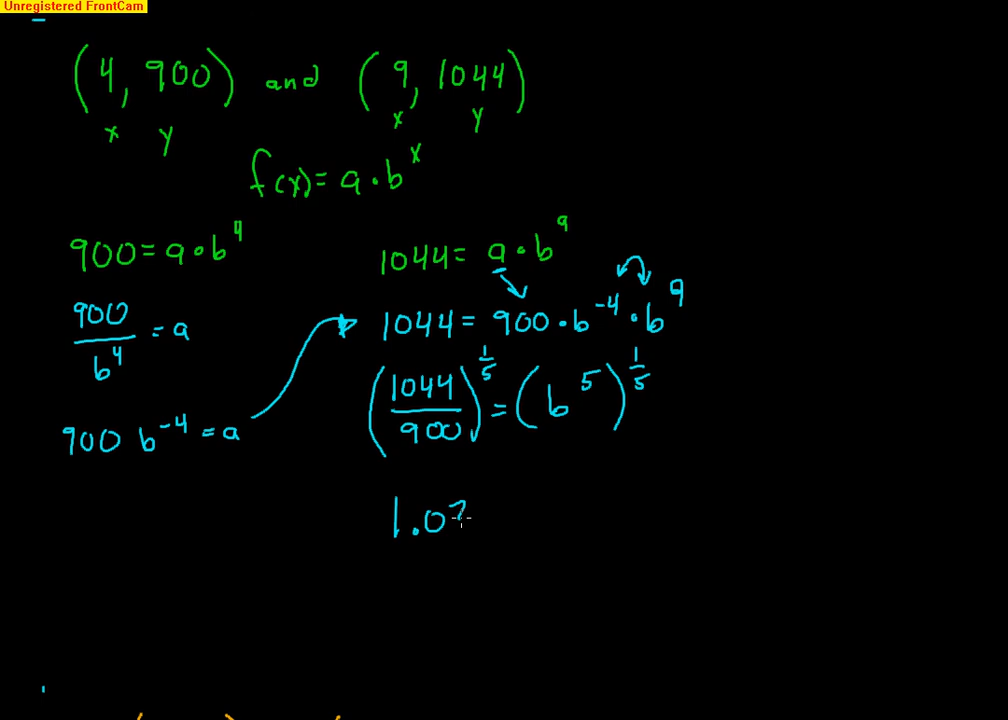 Unregistered FrontCam
(4, 900) and (9, 1044)
x y x y
f(x) = a · b^x
900 = a · b^4
1044 = a · b^9
900/b^4 = a
1044 = 900 · b^-4 · b^9
(1044/900)^1/5 = (b^5)^1/5
900 b^-4 = a
1.0